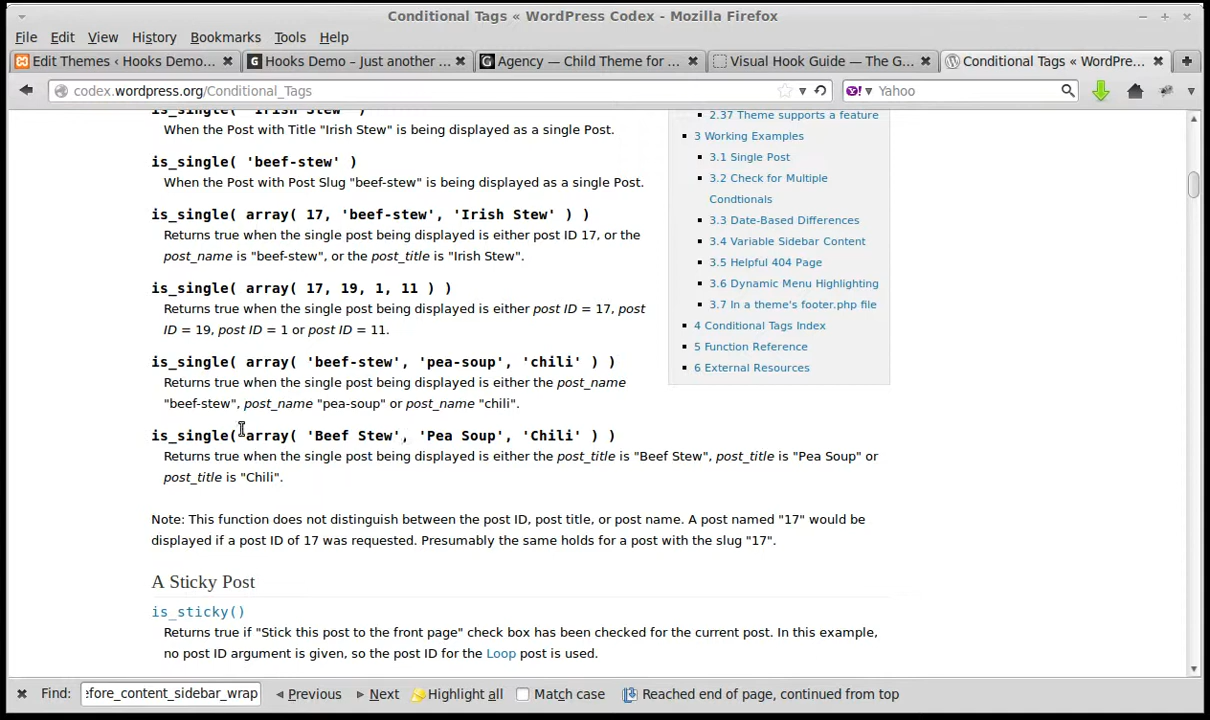 Conditional Tags « WordPress Codex - Mozilla Firefox
File Edit View History Bookmarks Tools Help
Edit Themes ‹ Hooks Demo... Hooks Demo – Just another ... Agency — Child Theme for ... Visual Hook Guide — The G... Conditional Tags « WordPre...
codex.wordpress.org/Conditional_Tags Yahoo
is_single( 'Irish Stew' )
When the Post with Title "Irish Stew" is being displayed as a single Post.
is_single( 'beef-stew' )
When the Post with Post Slug "beef-stew" is being displayed as a single Post.
is_single( array( 17, 'beef-stew', 'Irish Stew' ) )
Returns true when the single post being displayed is either post ID 17, or the
post_name is "beef-stew", or the post_title is "Irish Stew".
is_single( array( 17, 19, 1, 11 ) )
Returns true when the single post being displayed is either post ID = 17, post
ID = 19, post ID = 1 or post ID = 11.
is_single( array( 'beef-stew', 'pea-soup', 'chili' ) )
Returns true when the single post being displayed is either the post_name
"beef-stew", post_name "pea-soup" or post_name "chili".
is_single( array( 'Beef Stew', 'Pea Soup', 'Chili' ) )
Returns true when the single post being displayed is either the post_title is "Beef Stew", post_title is "Pea Soup" or
post_title is "Chili".
Note: This function does not distinguish between the post ID, post title, or post name. A post named "17" would be
displayed if a post ID of 17 was requested. Presumably the same holds for a post with the slug "17".
A Sticky Post
is_sticky()
Returns true if "Stick this post to the front page" check box has been checked for the current post. In this example,
no post ID argument is given, so the post ID for the Loop post is used.
2.37 Theme supports a feature
3 Working Examples
3.1 Single Post
3.2 Check for Multiple
Condtionals
3.3 Date-Based Differences
3.4 Variable Sidebar Content
3.5 Helpful 404 Page
3.6 Dynamic Menu Highlighting
3.7 In a theme's footer.php file
4 Conditional Tags Index
5 Function Reference
6 External Resources
Find: efore_content_sidebar_wrap Previous Next Highlight all Match case Reached end of page, continued from top